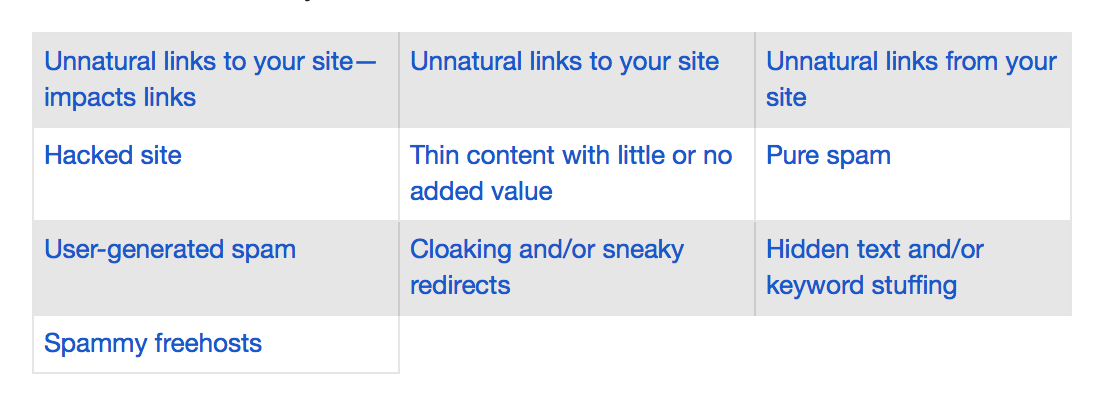 Unnatural links to your site—
impacts links
Unnatural links to your site
Unnatural links from your
site
Hacked site
Thin content with little or no
added value
Pure spam
User-generated spam
Cloaking and/or sneaky
redirects
Hidden text and/or
keyword stuffing
Spammy freehosts